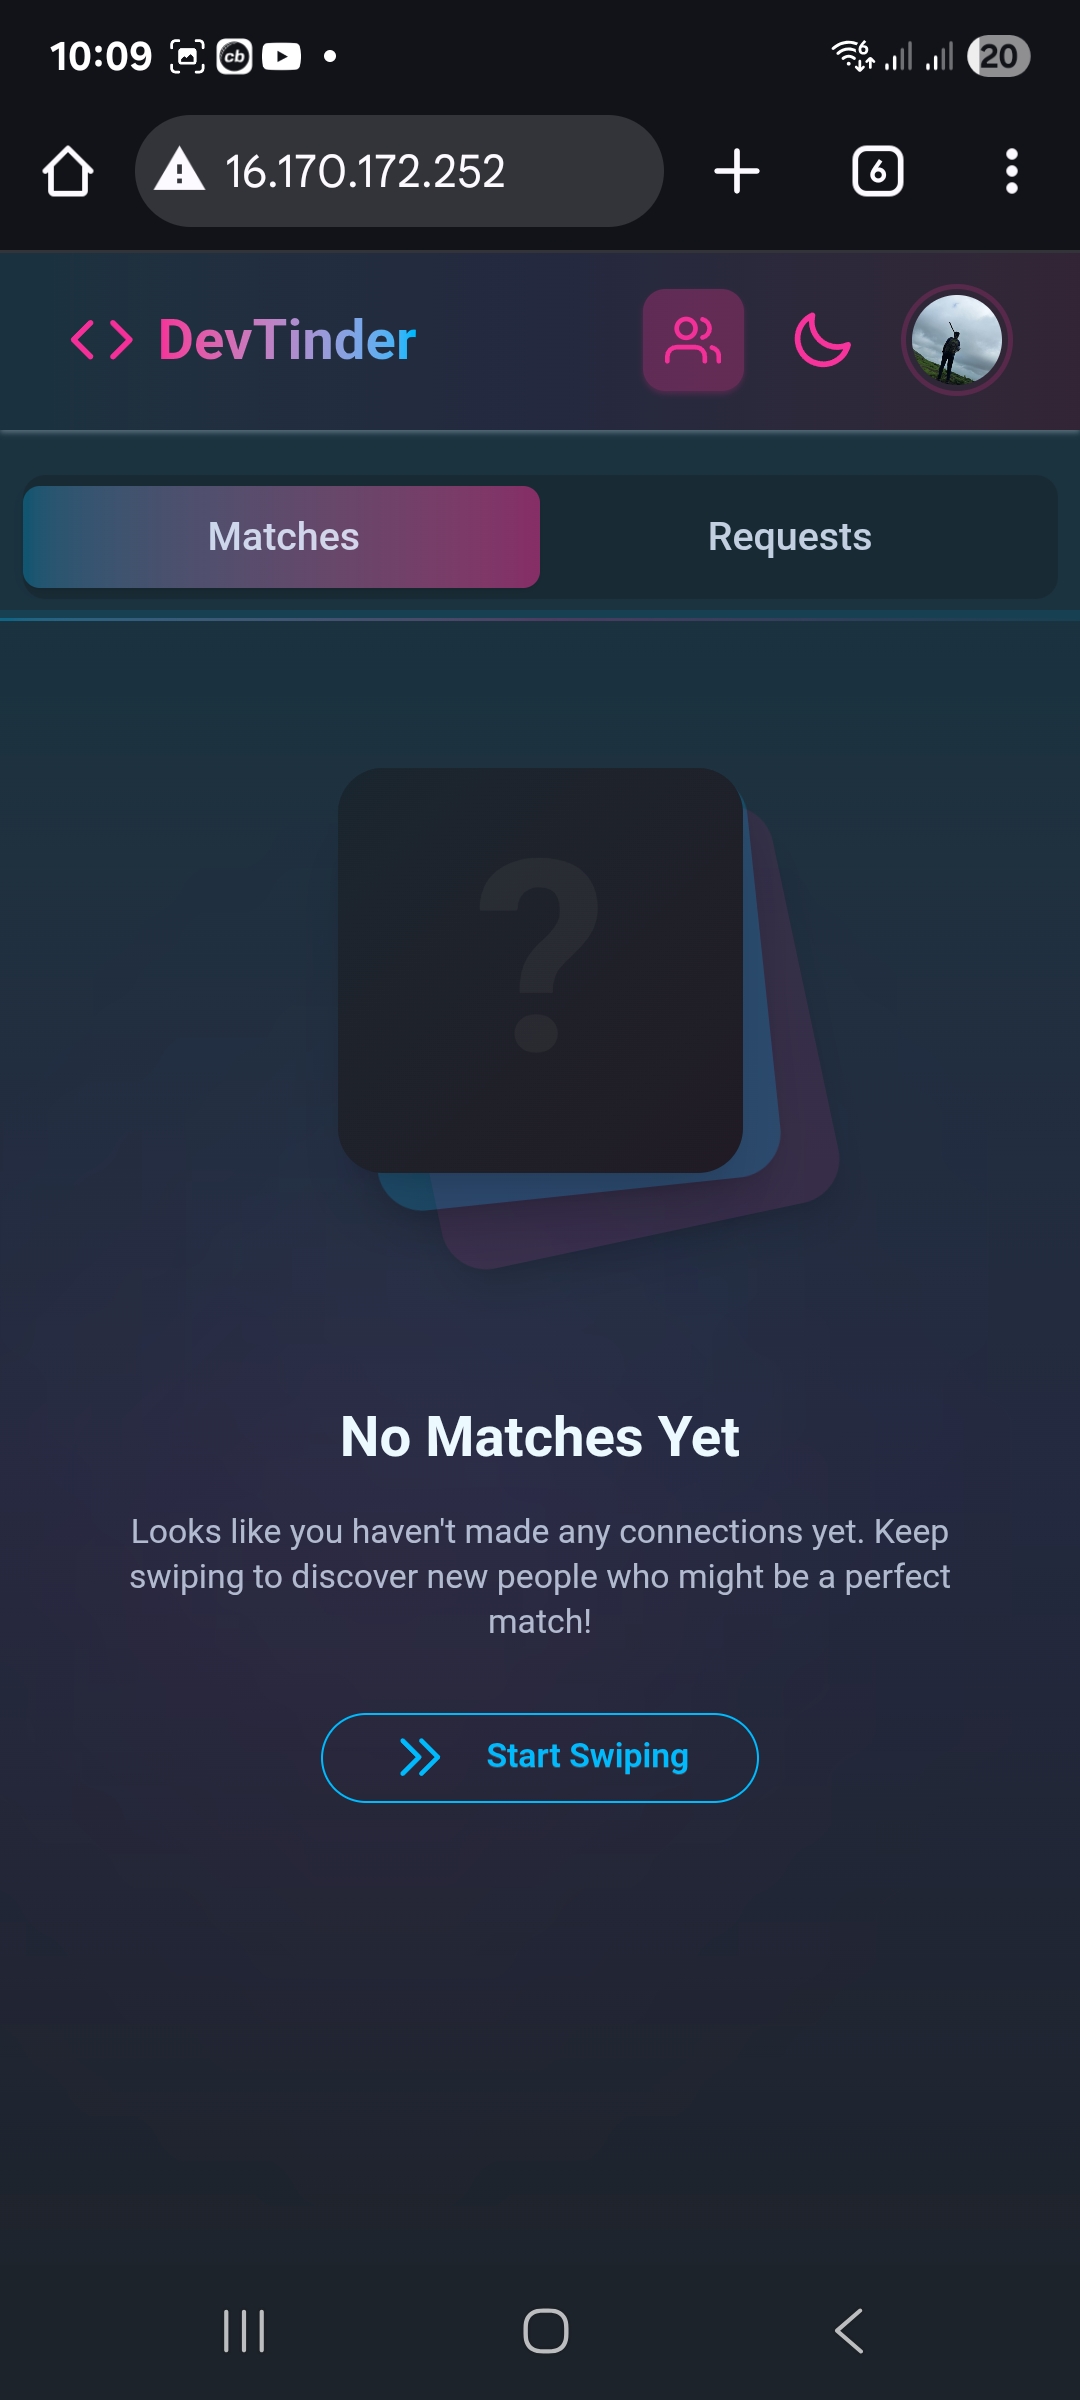 10:09 cb 6 20
16.170.172.252 6
<> DevTinder
Matches Requests
?
No Matches Yet
Looks like you haven't made any connections yet. Keep
swiping to discover new people who might be a perfect
match!
Start Swiping